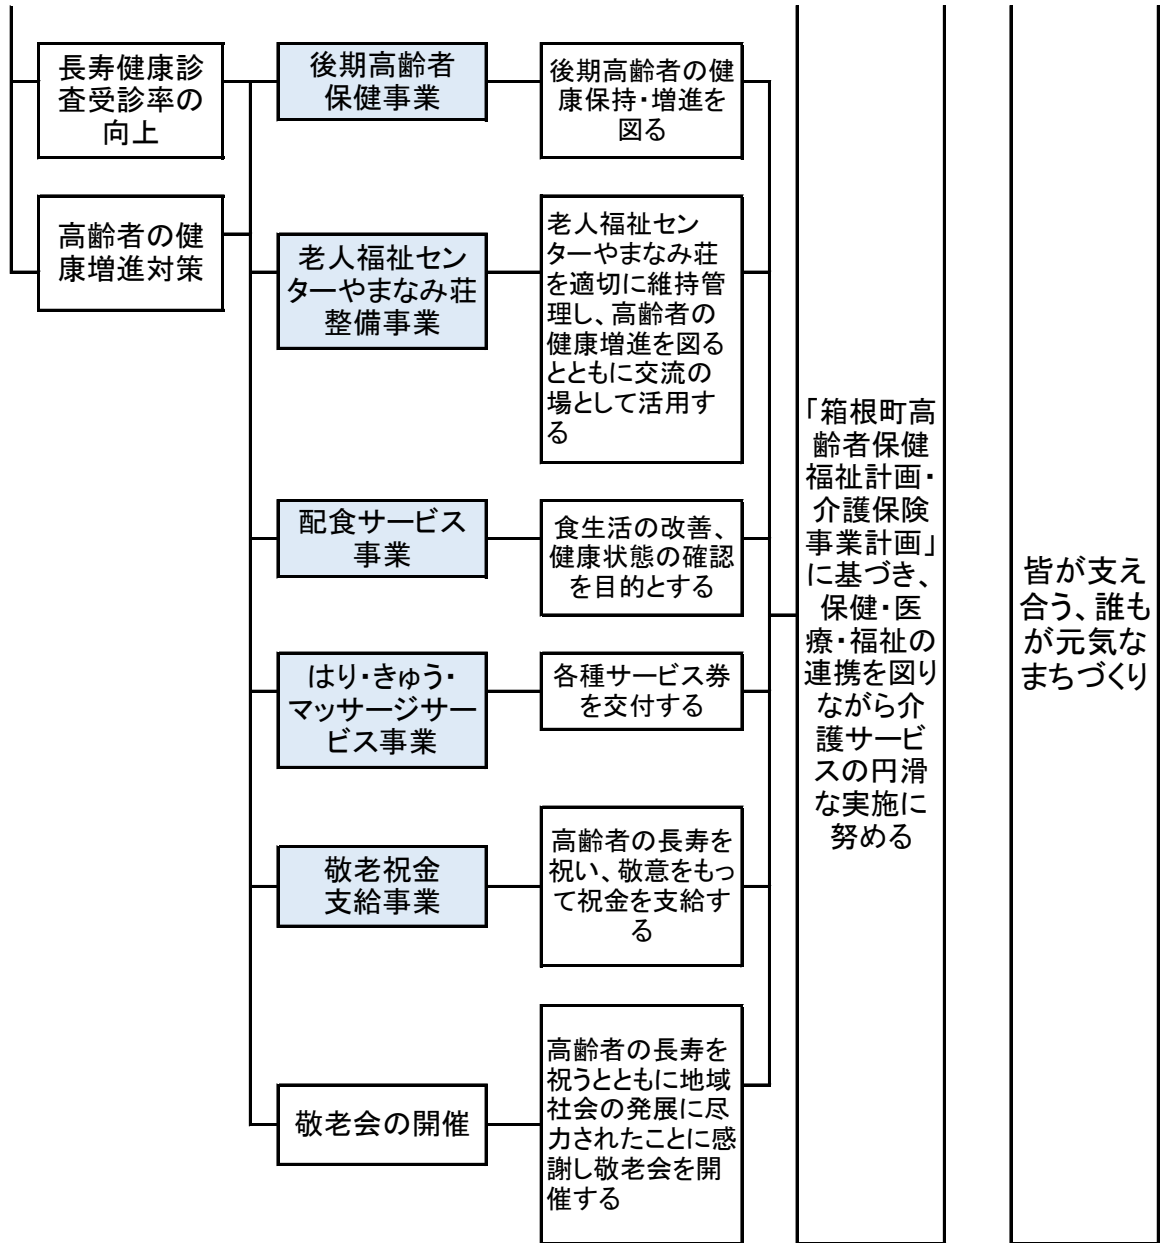 長寿健康診
査受診率の
向上
高齢者の健
康増進対策
後期高齢者
保健事業
後期高齢者の健
康保持・増進を
図る
老人福祉セン
ターやまなみ荘
整備事業
老人福祉セン
ターやまなみ荘
を適切に維持管
理し、高齢者の
健康増進を図る
とともに交流の
場として活用す
る
配食サービス
事業
食生活の改善、
健康状態の確認
を目的とする
はり・きゅう・
マッサージサー
ビス事業
各種サービス券
を交付する
敬老祝金
支給事業
高齢者の長寿を
祝い、敬意をもっ
て祝金を支給す
る
敬老会の開催
高齢者の長寿を
祝うとともに地域
社会の発展に尽
力されたことに感
謝し敬老会を開
催する
「箱根町高
齢者保健
福祉計画・
介護保険
事業計画」
に基づき、
保健・医
療・福祉の
連携を図り
ながら介
護サービ
スの円滑
な実施に
努める
皆が支え
合う、誰も
が元気な
まちづくり